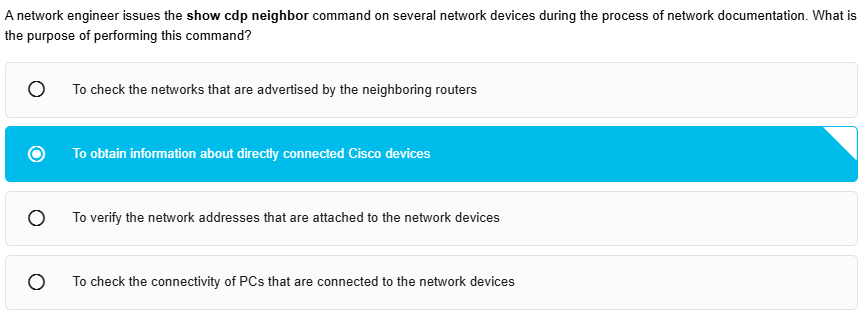 A network engineer issues the show cdp neighbor command on several network devices during the process of network documentation. What is
the purpose of performing this command?
To check the networks that are advertised by the neighboring routers
To obtain information about directly connected Cisco devices
To verify the network addresses that are attached to the network devices
To check the connectivity of PCs that are connected to the network devices